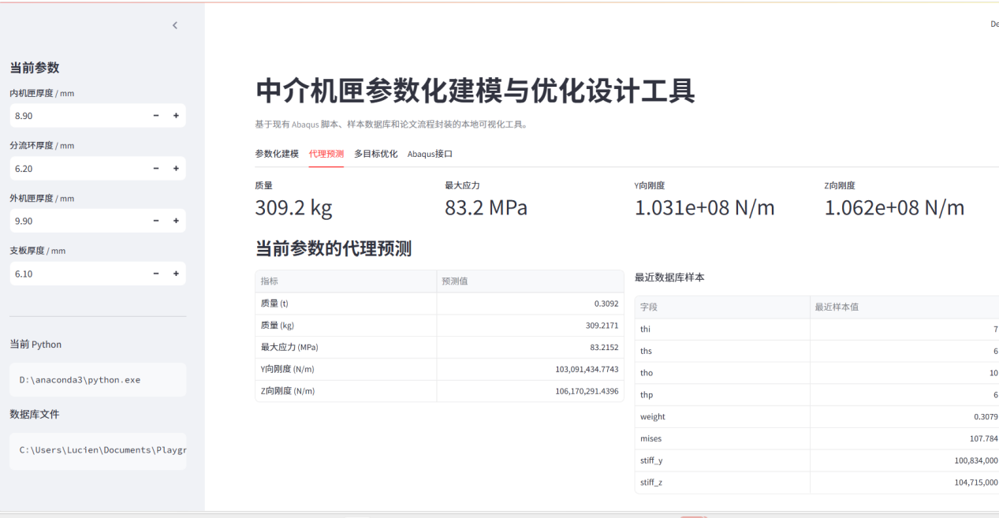 当前参数
内机匣厚度 / mm
8.90
分流环厚度 / mm
6.20
外机匣厚度 / mm
9.90
支板厚度 / mm
6.10
当前 Python
D:\anaconda3\python.exe
数据库文件
C:\Users\Lucien\Documents\Playgr
De
中介机匣参数化建模与优化设计工具
基于现有 Abaqus 脚本、样本数据库和论文流程封装的本地可视化工具。
参数化建模 代理预测 多目标优化 Abaqus接口
质量 最大应力 Y向刚度 Z向刚度
309.2 kg 83.2 MPa 1.031e+08 N/m 1.062e+08 N/m
当前参数的代理预测
指标 预测值
质量 (t) 0.3092
质量 (kg) 309.2171
最大应力 (MPa) 83.2152
Y向刚度 (N/m) 103,091,434.7743
Z向刚度 (N/m) 106,170,291.4396
最近数据库样本
字段 最近样本值
thi 7
ths 6
tho 10
thp 6
weight 0.3079
mises 107.784
stiff_y 100,834,000
stiff_z 104,715,000